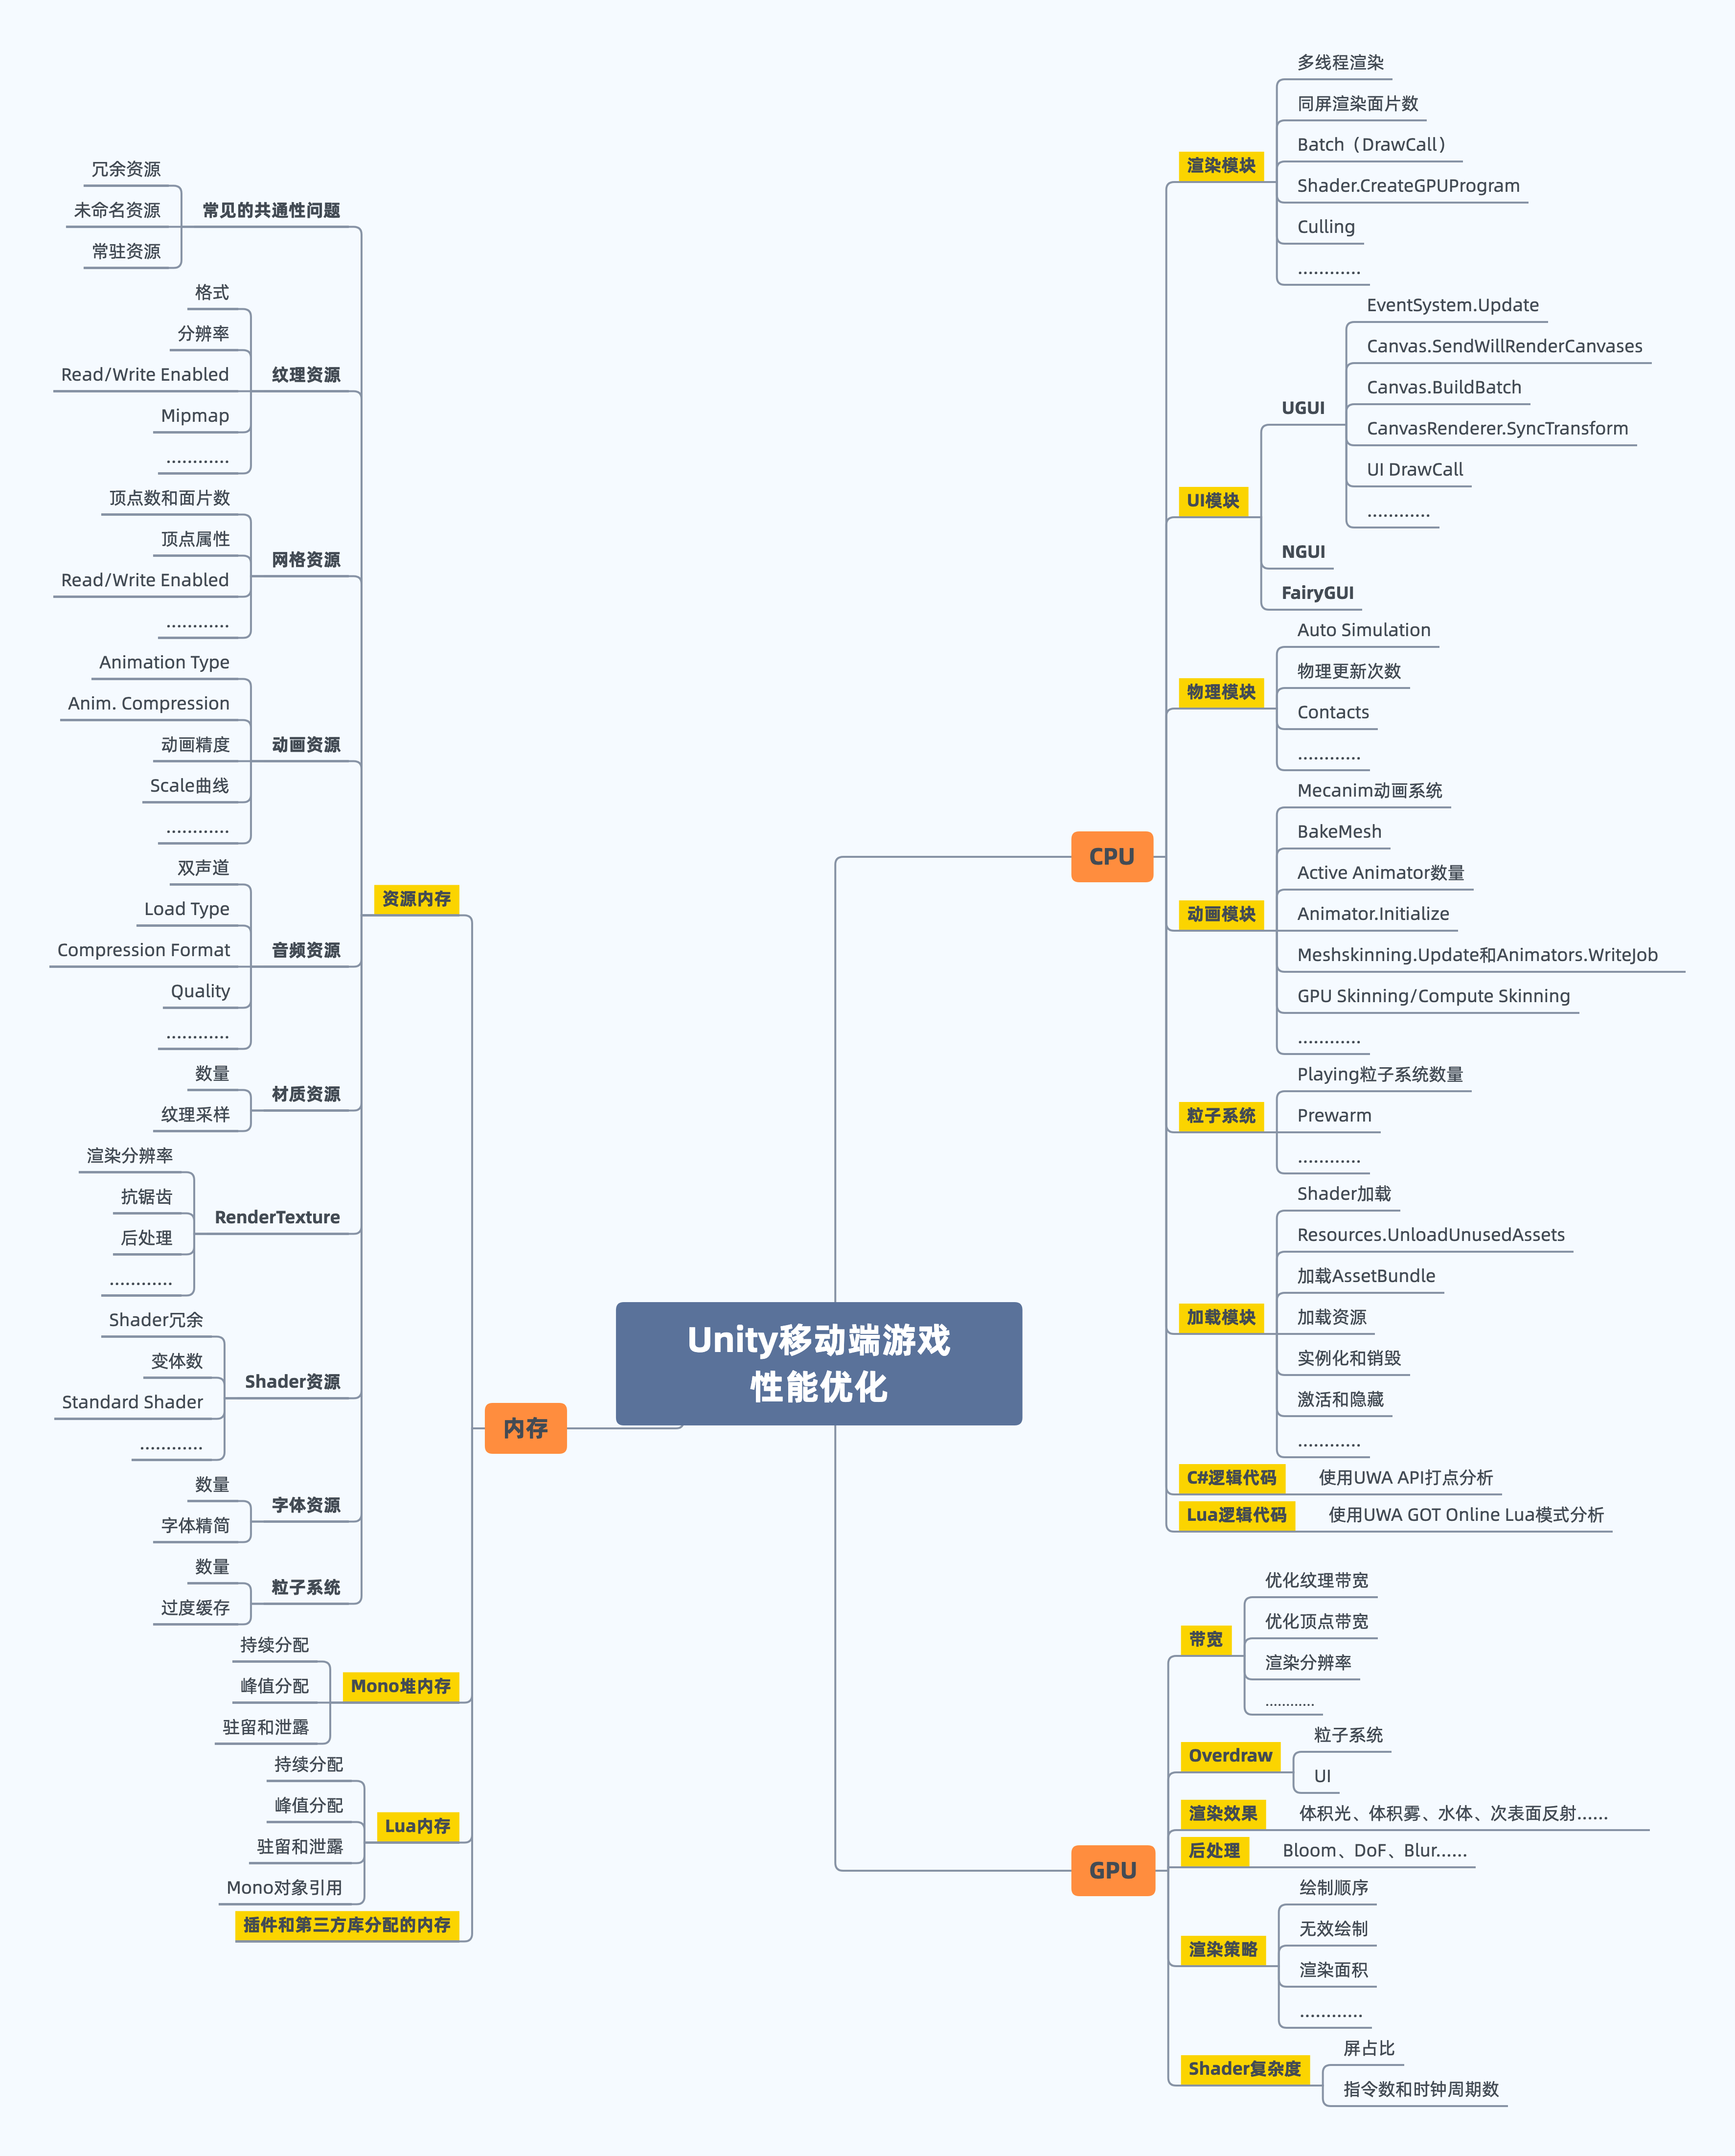 Unity移动端游戏
性能优化
CPU
渲染模块
多线程渲染
同屏渲染面片数
Batch（DrawCall）
Shader.CreateGPUProgram
Culling
............
UI模块
UGUI
EventSystem.Update
Canvas.SendWillRenderCanvases
Canvas.BuildBatch
CanvasRenderer.SyncTransform
UI DrawCall
............
NGUI
FairyGUI
物理模块
Auto Simulation
物理更新次数
Contacts
............
动画模块
Mecanim动画系统
BakeMesh
Active Animator数量
Animator.Initialize
Meshskinning.Update和Animators.WriteJob
GPU Skinning/Compute Skinning
............
粒子系统
Playing粒子系统数量
Prewarm
............
加载模块
Shader加载
Resources.UnloadUnusedAssets
加载AssetBundle
加载资源
实例化和销毁
激活和隐藏
............
C#逻辑代码
使用UWA API打点分析
Lua逻辑代码
使用UWA GOT Online Lua模式分析
GPU
带宽
优化纹理带宽
优化顶点带宽
渲染分辨率
............
Overdraw
粒子系统
UI
渲染效果
体积光、体积雾、水体、次表面反射......
后处理
Bloom、DoF、Blur......
渲染策略
绘制顺序
无效绘制
渲染面积
............
Shader复杂度
屏占比
指令数和时钟周期数
内存
资源内存
常见的共通性问题
冗余资源
未命名资源
常驻资源
纹理资源
格式
分辨率
Read/Write Enabled
Mipmap
............
网格资源
顶点数和面片数
顶点属性
Read/Write Enabled
............
动画资源
Animation Type
Anim. Compression
动画精度
Scale曲线
............
音频资源
双声道
Load Type
Compression Format
Quality
............
材质资源
数量
纹理采样
RenderTexture
渲染分辨率
抗锯齿
后处理
............
Shader资源
Shader冗余
变体数
Standard Shader
............
字体资源
数量
字体精简
粒子系统
数量
过度缓存
Mono堆内存
持续分配
峰值分配
驻留和泄露
Lua内存
持续分配
峰值分配
驻留和泄露
Mono对象引用
插件和第三方库分配的内存